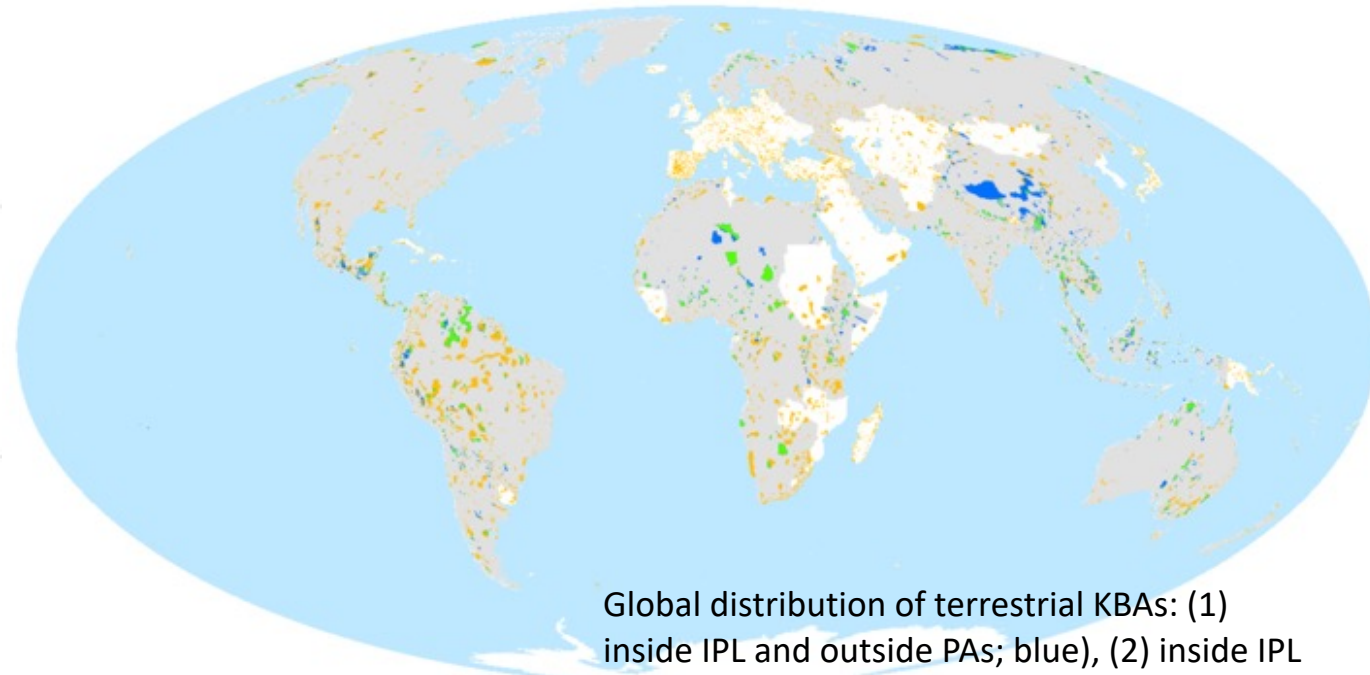 Global distribution of terrestrial KBAs: (1)
inside IPL and outside PAs; blue), (2) inside IPL